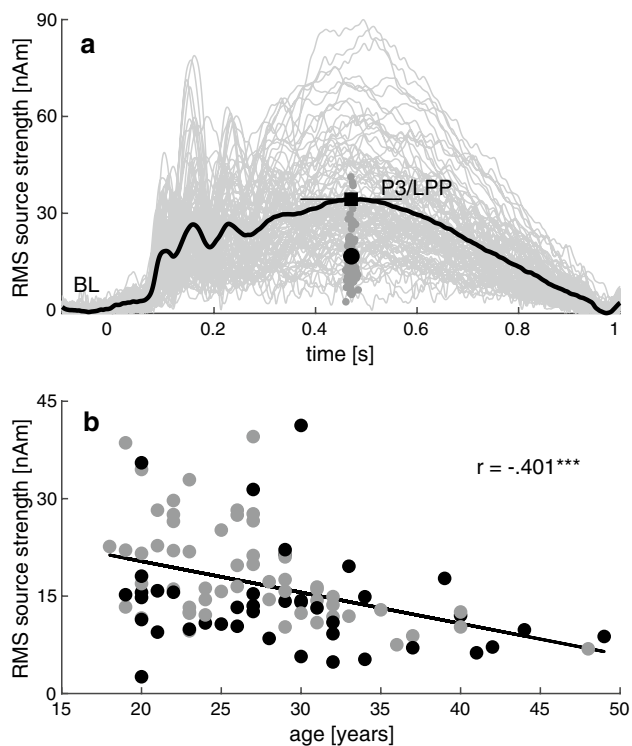 90
a
60
30
0
RMS source strength [nAm]
P3/LPP
BL
0 0.2 0.4 0.6 0.8 1
time [s]
45
b
30
15
0
RMS source strength [nAm]
r = -.401***
15 20 25 30 35 40 45 50
age [years]